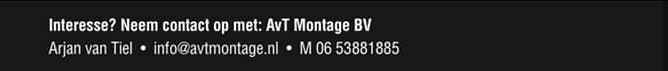 Interesse? Neem contact op met: AvT Montage BV
Arjan van Tiel • info@avtmontage.nl • M 06 53881885